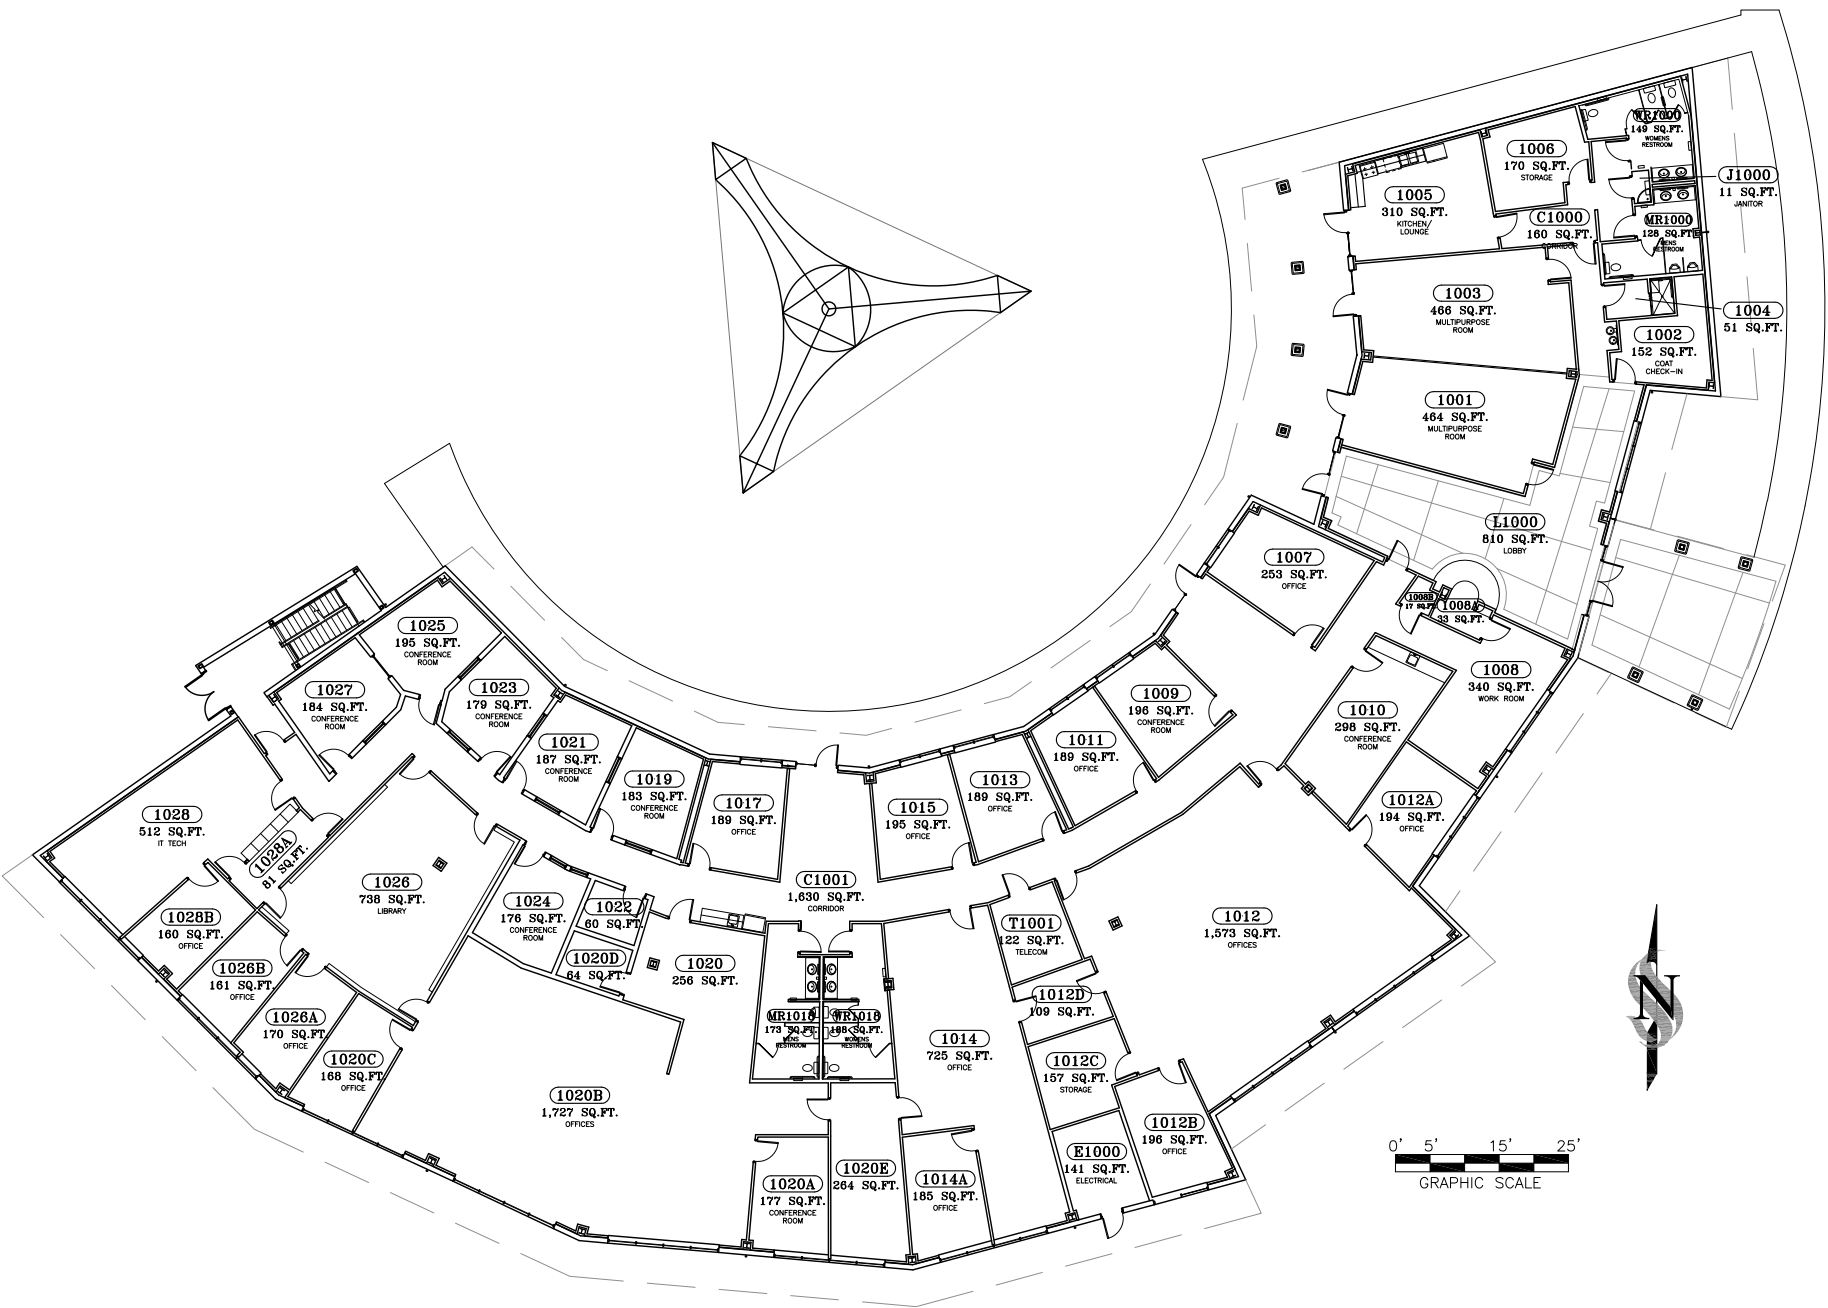 WR1000
149 SQ.FT.
WOMENS
RESTROOM
1006
170 SQ.FT.
STORAGE
J1000
11 SQ.FT.
JANITOR
1005
310 SQ.FT.
KITCHEN/
LOUNGE
C1000
160 SQ.FT.
CORRIDOR
MR1000
128 SQ.FT.
MENS
RESTROOM
1003
466 SQ.FT.
MULTIPURPOSE
ROOM
1004
51 SQ.FT.
1002
152 SQ.FT.
COAT
CHECK-IN
1001
464 SQ.FT.
MULTIPURPOSE
ROOM
L1000
810 SQ.FT.
LOBBY
1007
253 SQ.FT.
OFFICE
1008B
17 SQ.FT.
1008A
33 SQ.FT.
1008
340 SQ.FT.
WORK ROOM
1025
195 SQ.FT.
CONFERENCE
ROOM
1027
184 SQ.FT.
CONFERENCE
ROOM
1023
179 SQ.FT.
CONFERENCE
ROOM
1009
196 SQ.FT.
CONFERENCE
ROOM
1010
298 SQ.FT.
CONFERENCE
ROOM
1021
187 SQ.FT.
CONFERENCE
ROOM
1011
189 SQ.FT.
OFFICE
1019
183 SQ.FT.
CONFERENCE
ROOM
1013
189 SQ.FT.
OFFICE
1017
189 SQ.FT.
OFFICE
1015
195 SQ.FT.
OFFICE
1012A
194 SQ.FT.
OFFICE
1028
512 SQ.FT.
IT TECH
1028A
81 SQ.FT.
1026
738 SQ.FT.
LIBRARY
C1001
1,630 SQ.FT.
CORRIDOR
1024
176 SQ.FT.
CONFERENCE
ROOM
1022
60 SQ.FT.
1028B
160 SQ.FT.
OFFICE
T1001
122 SQ.FT.
TELECOM
1012
1,573 SQ.FT.
OFFICES
1026B
161 SQ.FT.
OFFICE
1020D
64 SQ.FT.
1020
256 SQ.FT.
1012D
109 SQ.FT.
1026A
170 SQ.FT.
OFFICE
MR1018
173 SQ.FT.
MENS
RESTROOM
WR1018
188 SQ.FT.
WOMENS
RESTROOM
1014
725 SQ.FT.
OFFICE
1020C
168 SQ.FT.
OFFICE
1012C
157 SQ.FT.
STORAGE
1020B
1,727 SQ.FT.
OFFICES
1012B
196 SQ.FT.
OFFICE
E1000
141 SQ.FT.
ELECTRICAL
1020A
177 SQ.FT.
CONFERENCE
ROOM
1020E
264 SQ.FT.
1014A
185 SQ.FT.
OFFICE
N
0' 5' 15' 25'
GRAPHIC SCALE